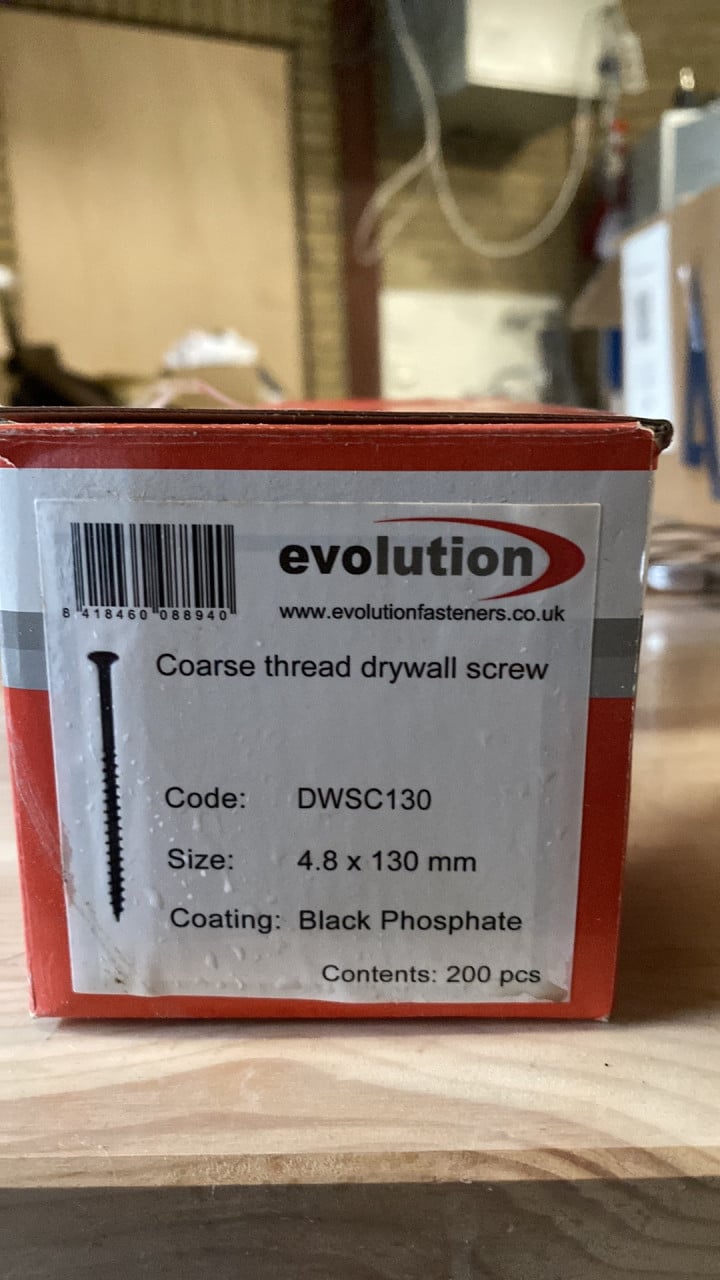 8 418460 088940
evolution
www.evolutionfasteners.co.uk
Coarse thread drywall screw
Code: DWSC130
Size: 4.8 x 130 mm
Coating: Black Phosphate
Contents: 200 pcs